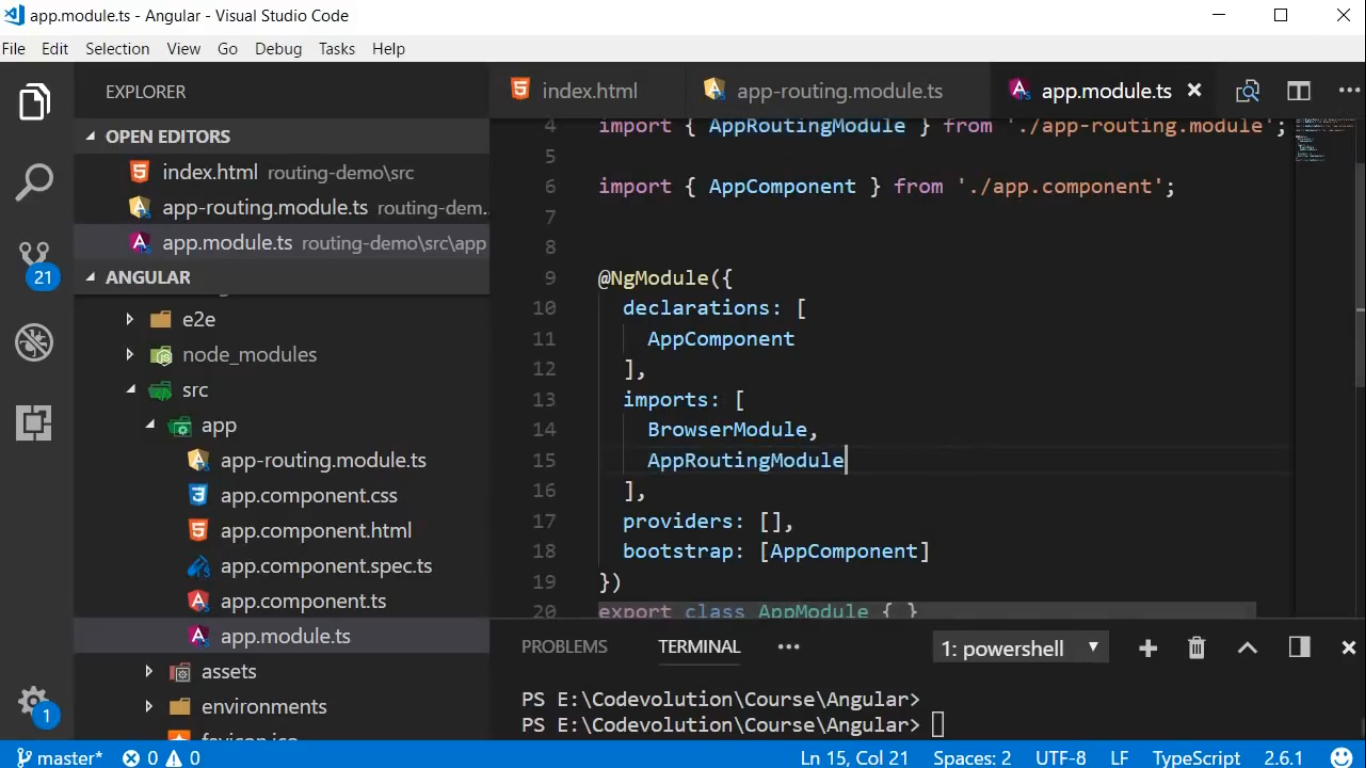 app.module.ts - Angular - Visual Studio Code
File Edit Selection View Go Debug Tasks Help
EXPLORER
OPEN EDITORS
index.html routing-demo\src
app-routing.module.ts routing-dem...
app.module.ts routing-demo\src\app
21
ANGULAR
e2e
node_modules
src
app
app-routing.module.ts
app.component.css
app.component.html
app.component.spec.ts
app.component.ts
app.module.ts
assets
environments
favicon.ico
1
index.html app-routing.module.ts app.module.ts
4 import { AppRoutingModule } from './app-routing.module';
5
6 import { AppComponent } from './app.component';
7
8
9 @NgModule({
10 declarations: [
11 AppComponent
12 ],
13 imports: [
14 BrowserModule,
15 AppRoutingModule
16 ],
17 providers: [],
18 bootstrap: [AppComponent]
19 })
20 export class AppModule { }
PROBLEMS TERMINAL ••• 1: powershell
PS E:\Codevolution\Course\Angular>
PS E:\Codevolution\Course\Angular>
master* 0 0 Ln 15, Col 21 Spaces: 2 UTF-8 LF TypeScript 2.6.1